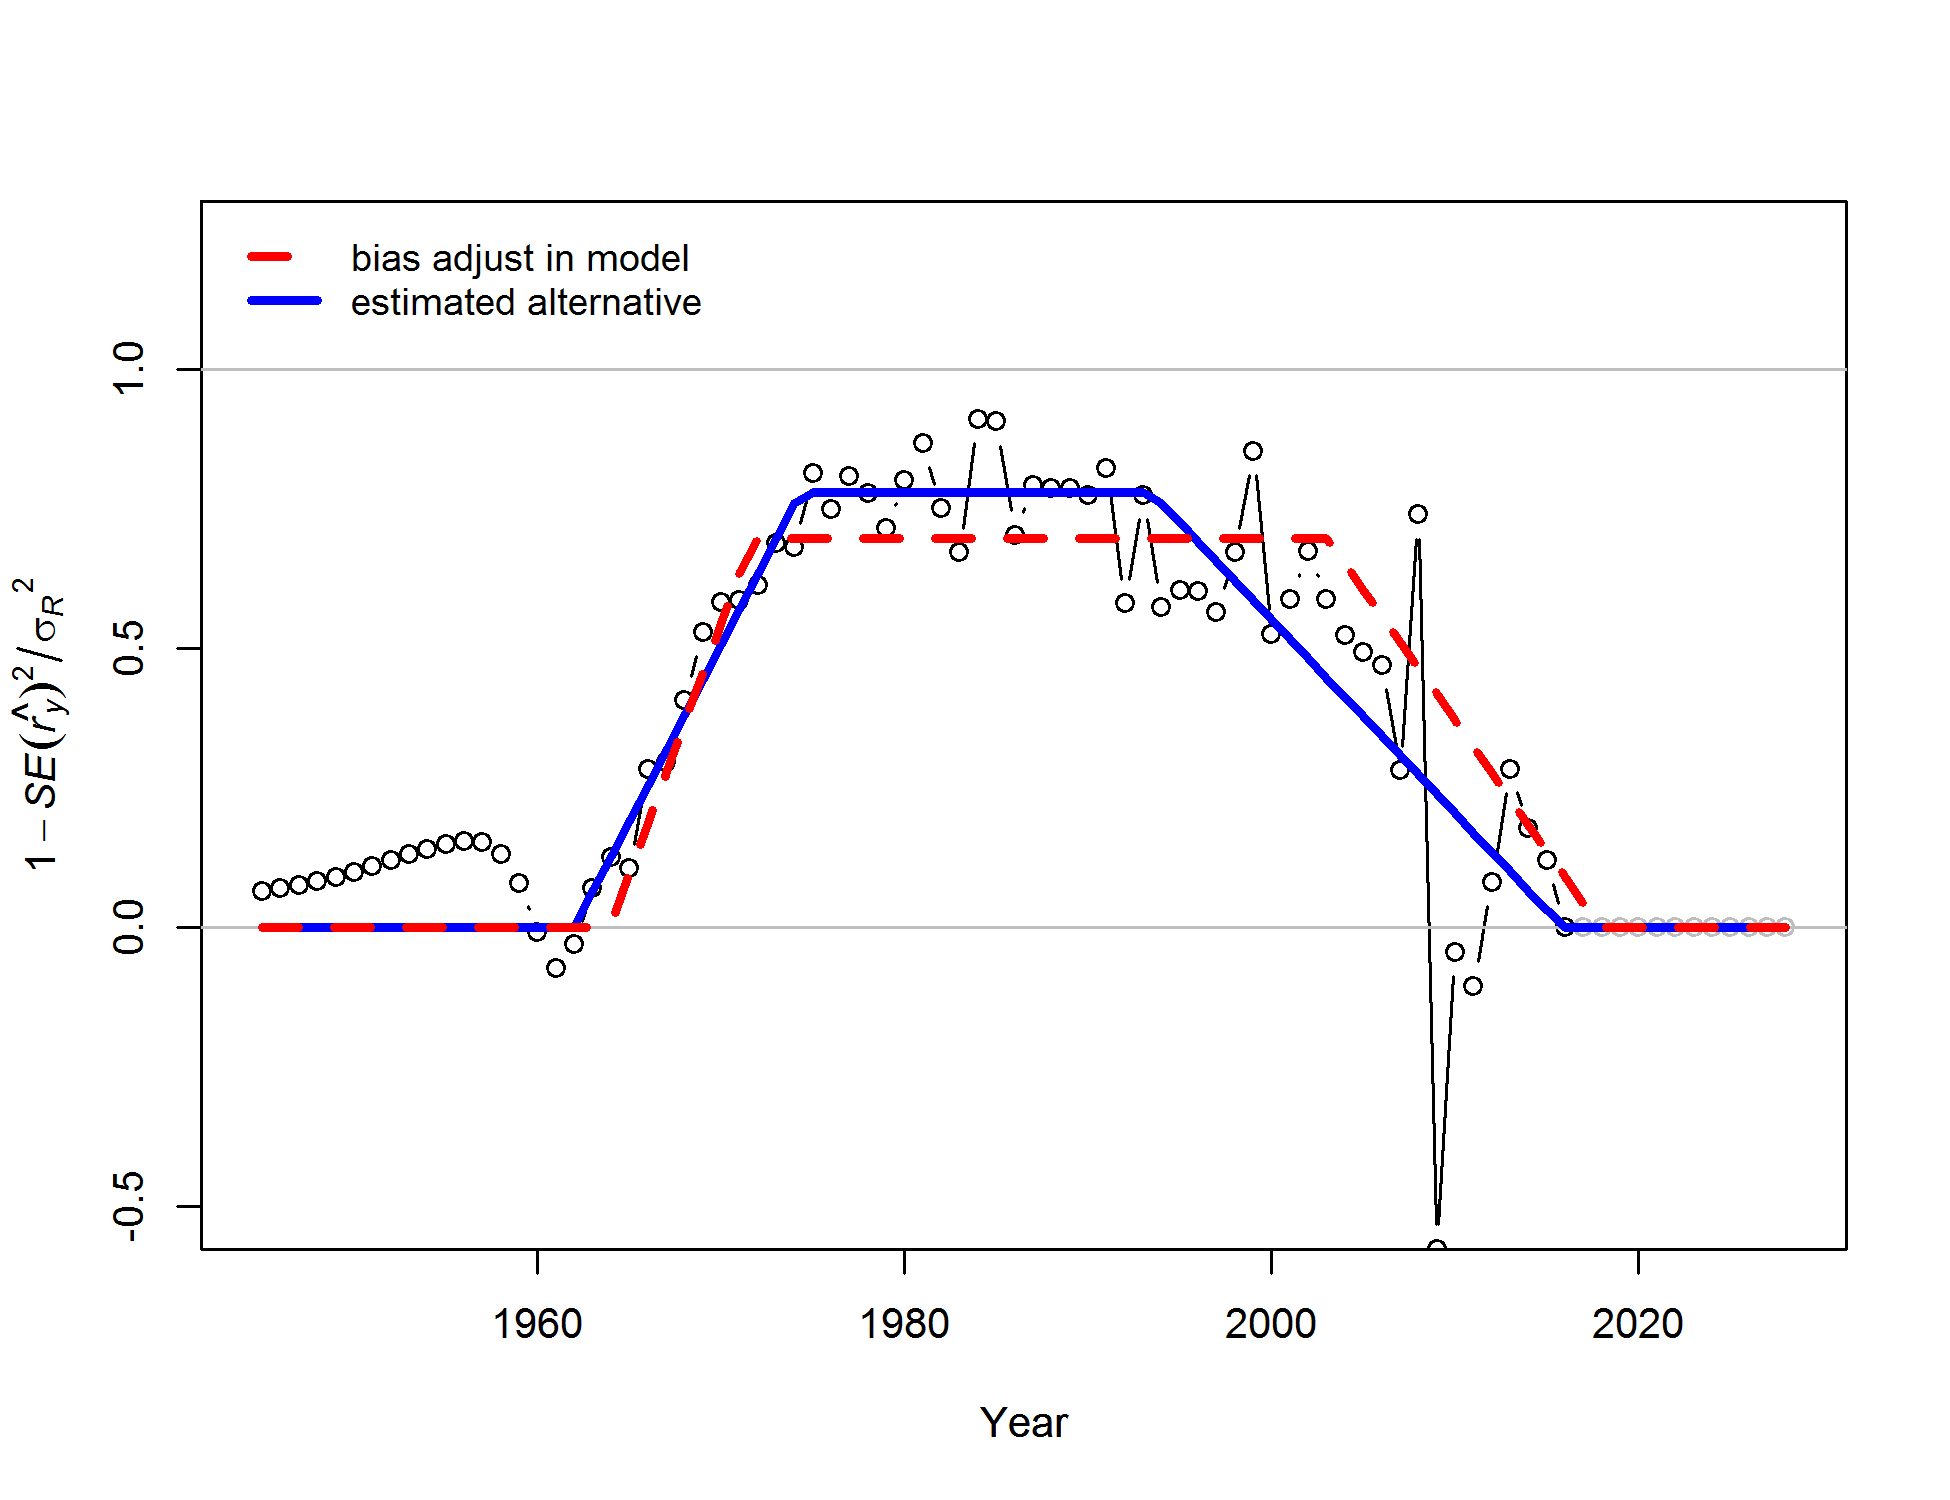 bias adjust in model
estimated alternative
1 − SE(r̂y)² / σR²
1.0
0.5
0.0
-0.5
1960 1980 2000 2020
Year